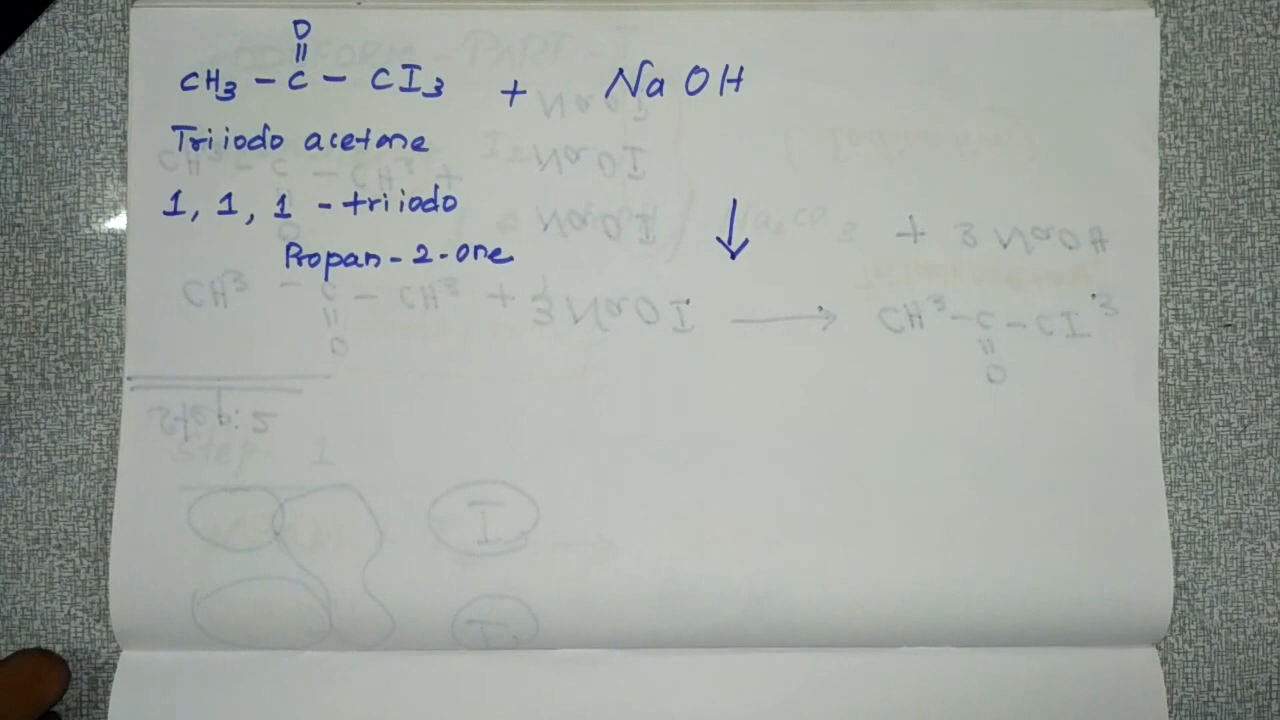 O
||
CH3 – C – CI3 + NaOH
Triiodo acetone
1, 1, 1 - triiodo
Propan-2-one
↓